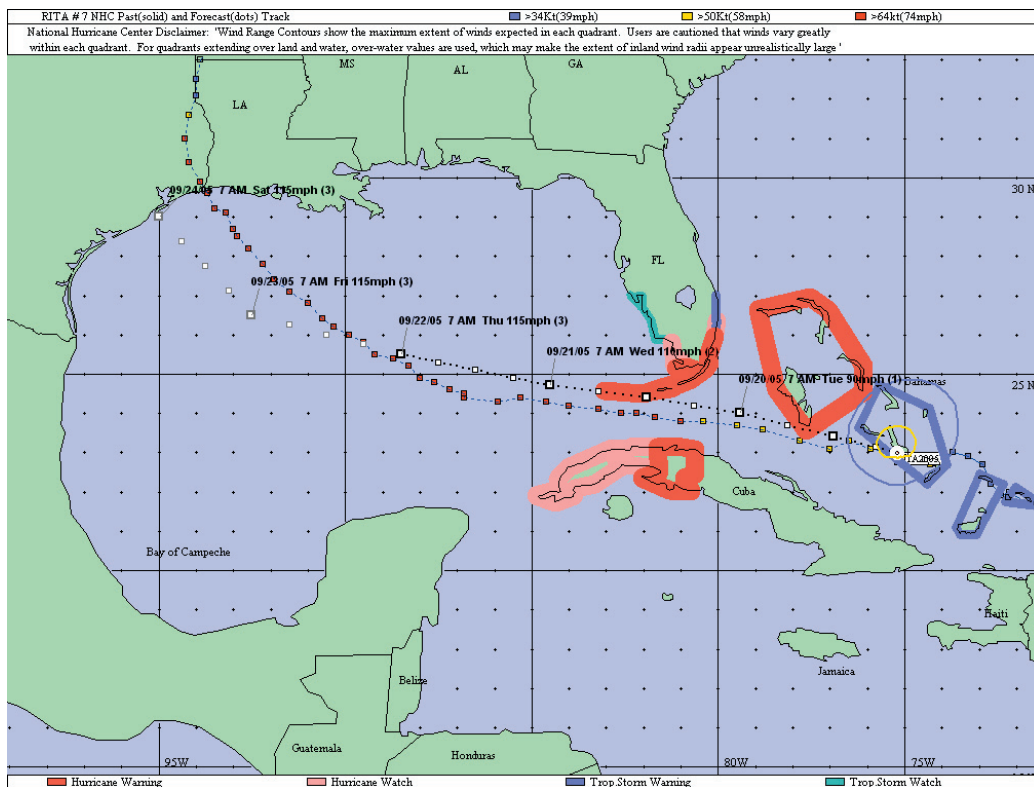 RITA # 7 NHC Past(solid) and Forecast(dots) Track >34Kt(39mph) >50Kt(58mph) >64kt(74mph)
National Hurricane Center Disclaimer: 'Wind Range Contours show the maximum extent of winds expected in each quadrant. Users are cautioned that winds vary greatly
within each quadrant. For quadrants extending over land and water, over-water values are used, which may make the extent of inland wind radii appear unrealistically large '
MS
AL
GA
LA
30 N
09/24/05 7 AM Sat 115mph (3)
FL
09/23/05 7 AM Fri 115mph (3)
09/22/05 7 AM Thu 115mph (3)
09/21/05 7 AM Wed 110mph (2)
25 N
09/20/05 7 AM Tue 90mph (1)
Bahamas
Cuba
Bay of Campeche
Haiti
Jamaica
Belize
Guatemala
Honduras
95W
80W
75W
Hurricane Warning Hurricane Watch Trop.Storm Warning Trop.Storm Watch